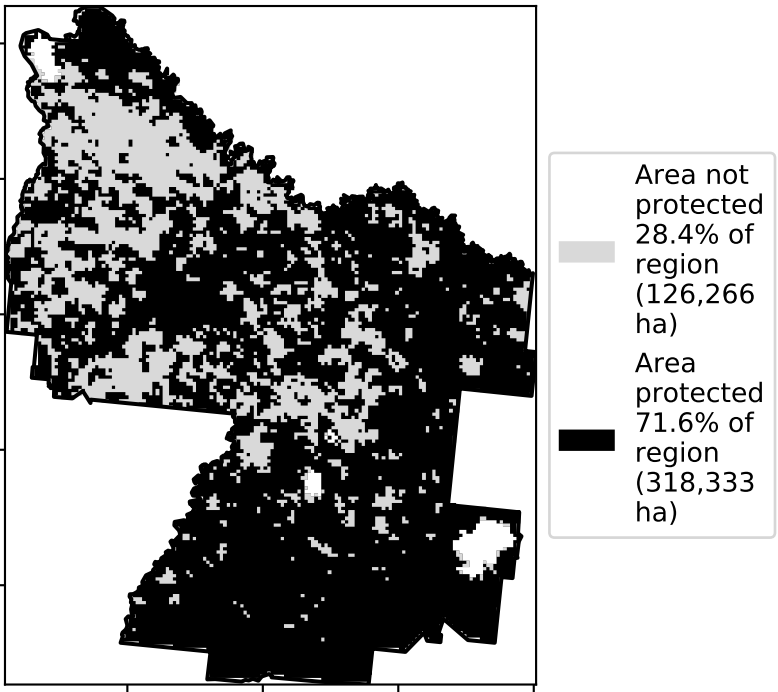 Area not
protected
28.4% of
region
(126,266
ha)
Area
protected
71.6% of
region
(318,333
ha)